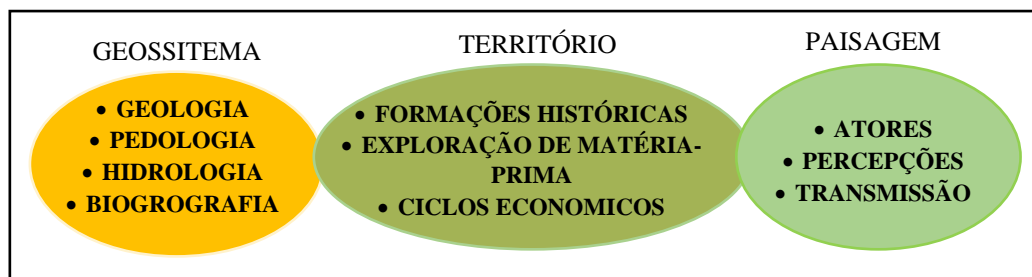 GEOSSITEMA
• GEOLOGIA
• PEDOLOGIA
• HIDROLOGIA
• BIOGROGRAFIA
TERRITÓRIO
• FORMAÇÕES HISTÓRICAS
• EXPLORAÇÃO DE MATÉRIA-
PRIMA
• CICLOS ECONOMICOS
PAISAGEM
• ATORES
• PERCEPÇÕES
• TRANSMISSÃO